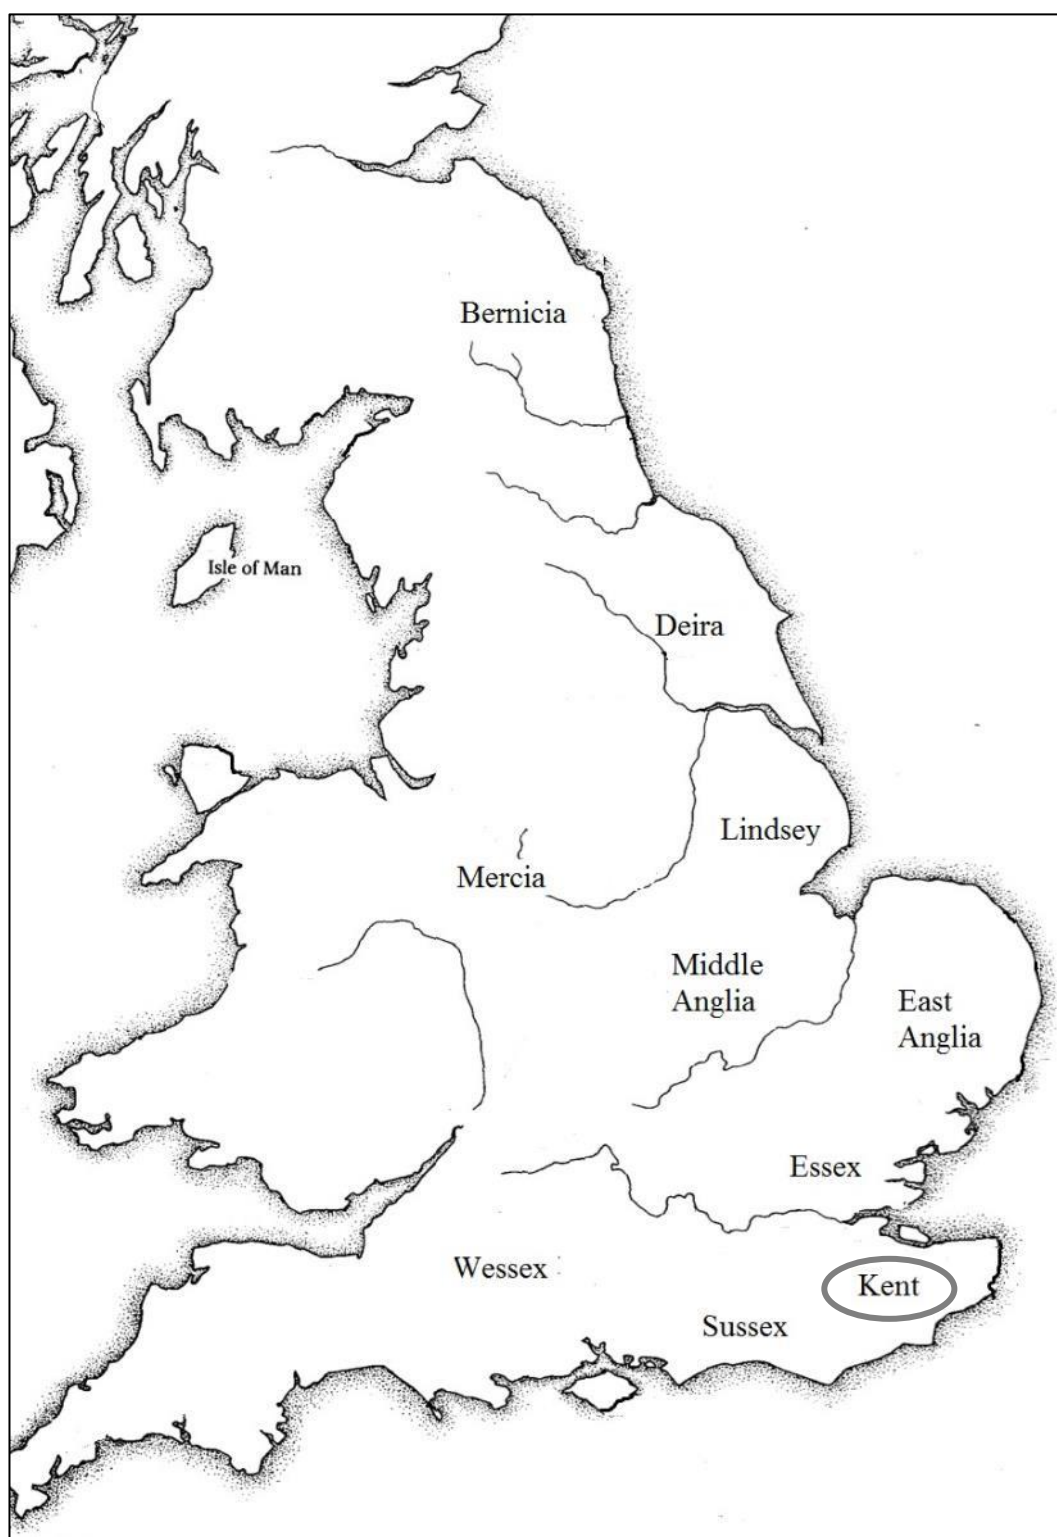 Bernicia
Isle of Man
Deira
Lindsey
Mercia
Middle
Anglia
East
Anglia
Essex
Wessex
Kent
Sussex